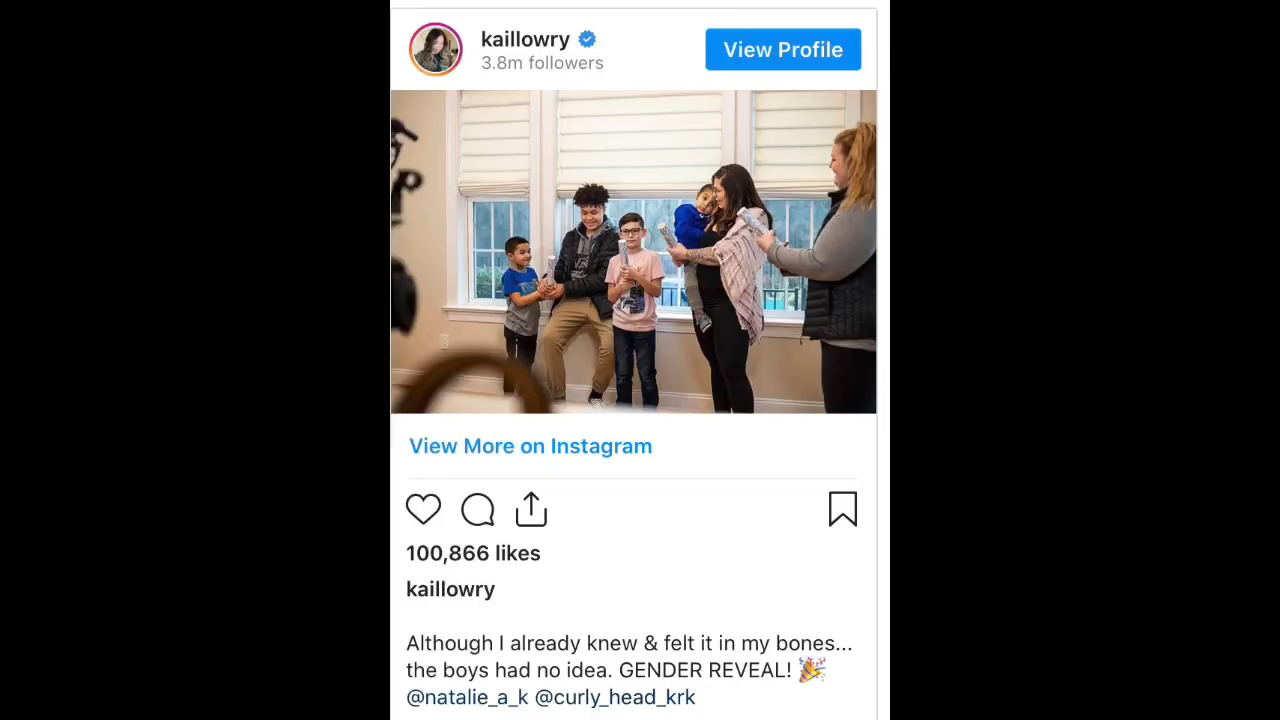 kaillowry
View Profile
3.8m followers
View More on Instagram
100,866 likes
kaillowry
Although I already knew & felt it in my bones...
the boys had no idea. GENDER REVEAL! 🎉
@natalie_a_k @curly_head_krk